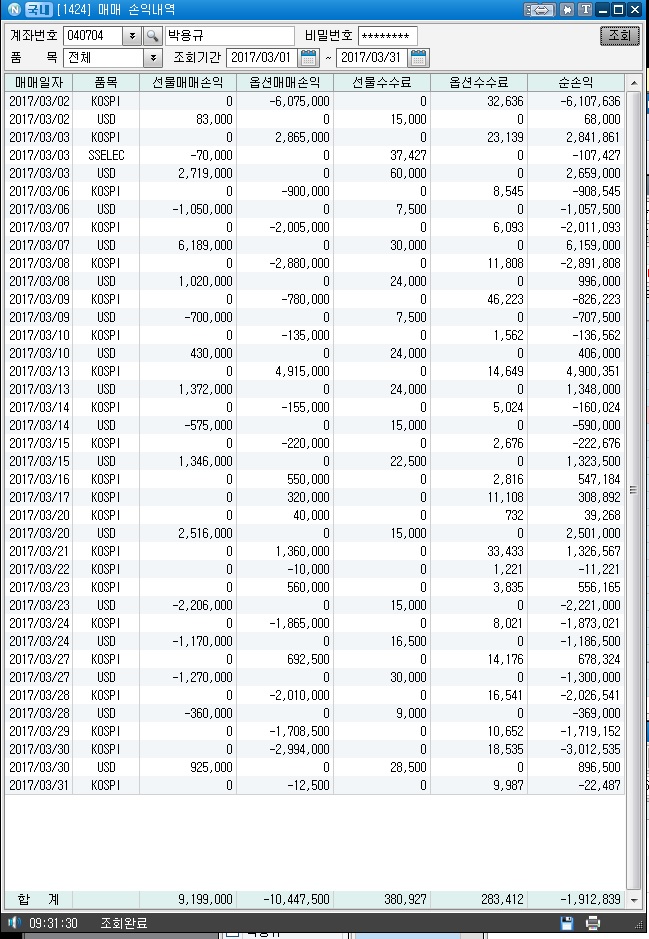 국내 [1424] 매매 손익내역
계좌번호 040704 박용규 비밀번호 ******** 조회
품 목 전체 조회기간 2017/03/01 ~ 2017/03/31
매매일자 품목 선물매매손익 옵션매매손익 선물수수료 옵션수수료 순손익
2017/03/02 KOSPI 0 -6,075,000 0 32,636 -6,107,636
2017/03/02 USD 83,000 0 15,000 0 68,000
2017/03/03 KOSPI 0 2,865,000 0 23,139 2,841,861
2017/03/03 SSELEC -70,000 0 37,427 0 -107,427
2017/03/03 USD 2,719,000 0 60,000 0 2,659,000
2017/03/06 KOSPI 0 -900,000 0 8,545 -908,545
2017/03/06 USD -1,050,000 0 7,500 0 -1,057,500
2017/03/07 KOSPI 0 -2,005,000 0 6,093 -2,011,093
2017/03/07 USD 6,189,000 0 30,000 0 6,159,000
2017/03/08 KOSPI 0 -2,880,000 0 11,808 -2,891,808
2017/03/08 USD 1,020,000 0 24,000 0 996,000
2017/03/09 KOSPI 0 -780,000 0 46,223 -826,223
2017/03/09 USD -700,000 0 7,500 0 -707,500
2017/03/10 KOSPI 0 -135,000 0 1,562 -136,562
2017/03/10 USD 430,000 0 24,000 0 406,000
2017/03/13 KOSPI 0 4,915,000 0 14,649 4,900,351
2017/03/13 USD 1,372,000 0 24,000 0 1,348,000
2017/03/14 KOSPI 0 -155,000 0 5,024 -160,024
2017/03/14 USD -575,000 0 15,000 0 -590,000
2017/03/15 KOSPI 0 -220,000 0 2,676 -222,676
2017/03/15 USD 1,346,000 0 22,500 0 1,323,500
2017/03/16 KOSPI 0 550,000 0 2,816 547,184
2017/03/17 KOSPI 0 320,000 0 11,108 308,892
2017/03/20 KOSPI 0 40,000 0 732 39,268
2017/03/20 USD 2,516,000 0 15,000 0 2,501,000
2017/03/21 KOSPI 0 1,360,000 0 33,433 1,326,567
2017/03/22 KOSPI 0 -10,000 0 1,221 -11,221
2017/03/23 KOSPI 0 560,000 0 3,835 556,165
2017/03/23 USD -2,206,000 0 15,000 0 -2,221,000
2017/03/24 KOSPI 0 -1,865,000 0 8,021 -1,873,021
2017/03/24 USD -1,170,000 0 16,500 0 -1,186,500
2017/03/27 KOSPI 0 692,500 0 14,176 678,324
2017/03/27 USD -1,270,000 0 30,000 0 -1,300,000
2017/03/28 KOSPI 0 -2,010,000 0 16,541 -2,026,541
2017/03/28 USD -360,000 0 9,000 0 -369,000
2017/03/29 KOSPI 0 -1,708,500 0 10,652 -1,719,152
2017/03/30 KOSPI 0 -2,994,000 0 18,535 -3,012,535
2017/03/30 USD 925,000 0 28,500 0 896,500
2017/03/31 KOSPI 0 -12,500 0 9,987 -22,487
합 계 9,199,000 -10,447,500 380,927 283,412 -1,912,839
09:31:30 조회완료